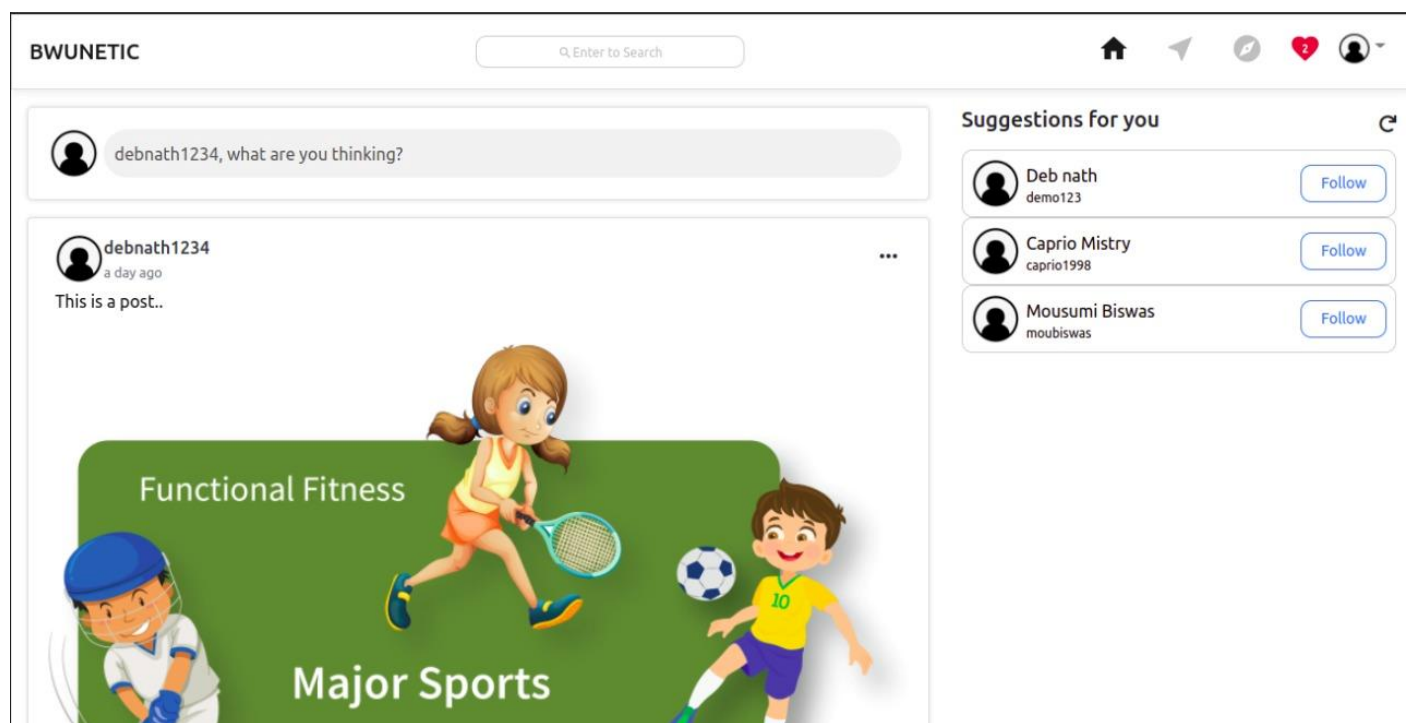 BWUNETIC
Enter to Search
2
debnath1234, what are you thinking?
debnath1234
a day ago
This is a post..
Functional Fitness
10
Major Sports
Suggestions for you
Deb nath
demo123
Follow
Caprio Mistry
caprio1998
Follow
Mousumi Biswas
moubiswas
Follow